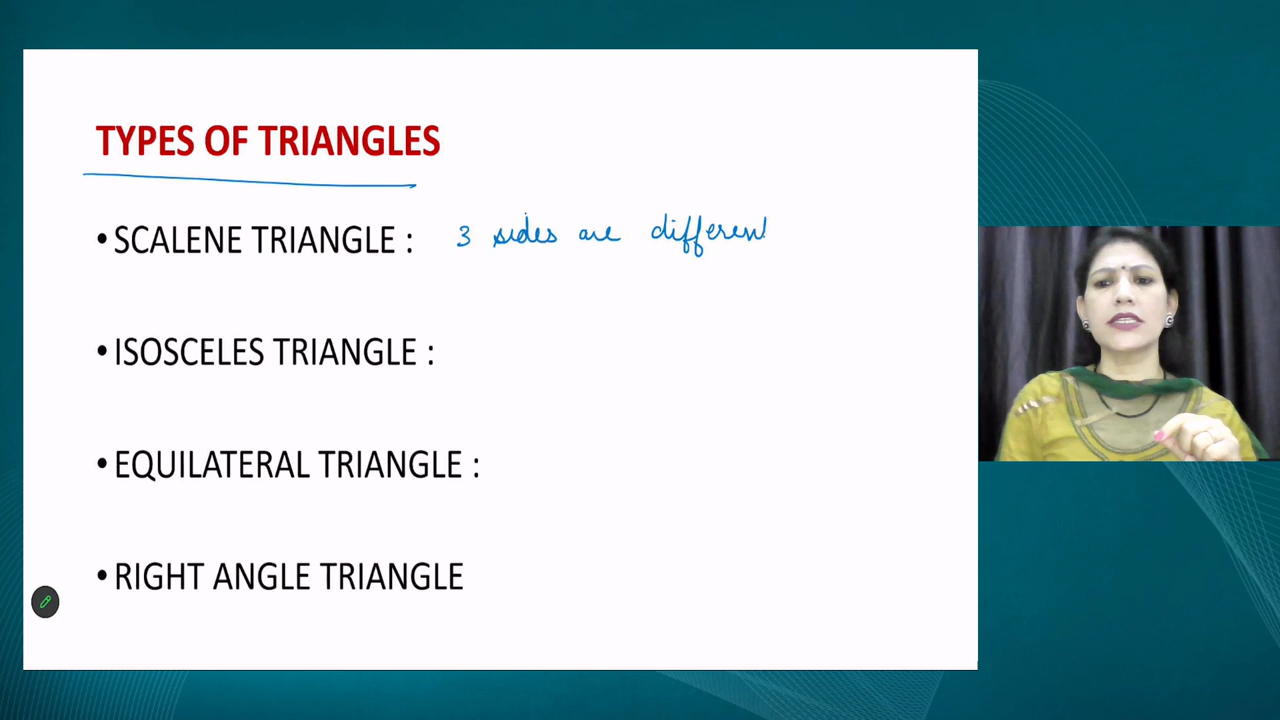 TYPES OF TRIANGLES
• SCALENE TRIANGLE : 3 sides are different
• ISOSCELES TRIANGLE :
• EQUILATERAL TRIANGLE :
• RIGHT ANGLE TRIANGLE